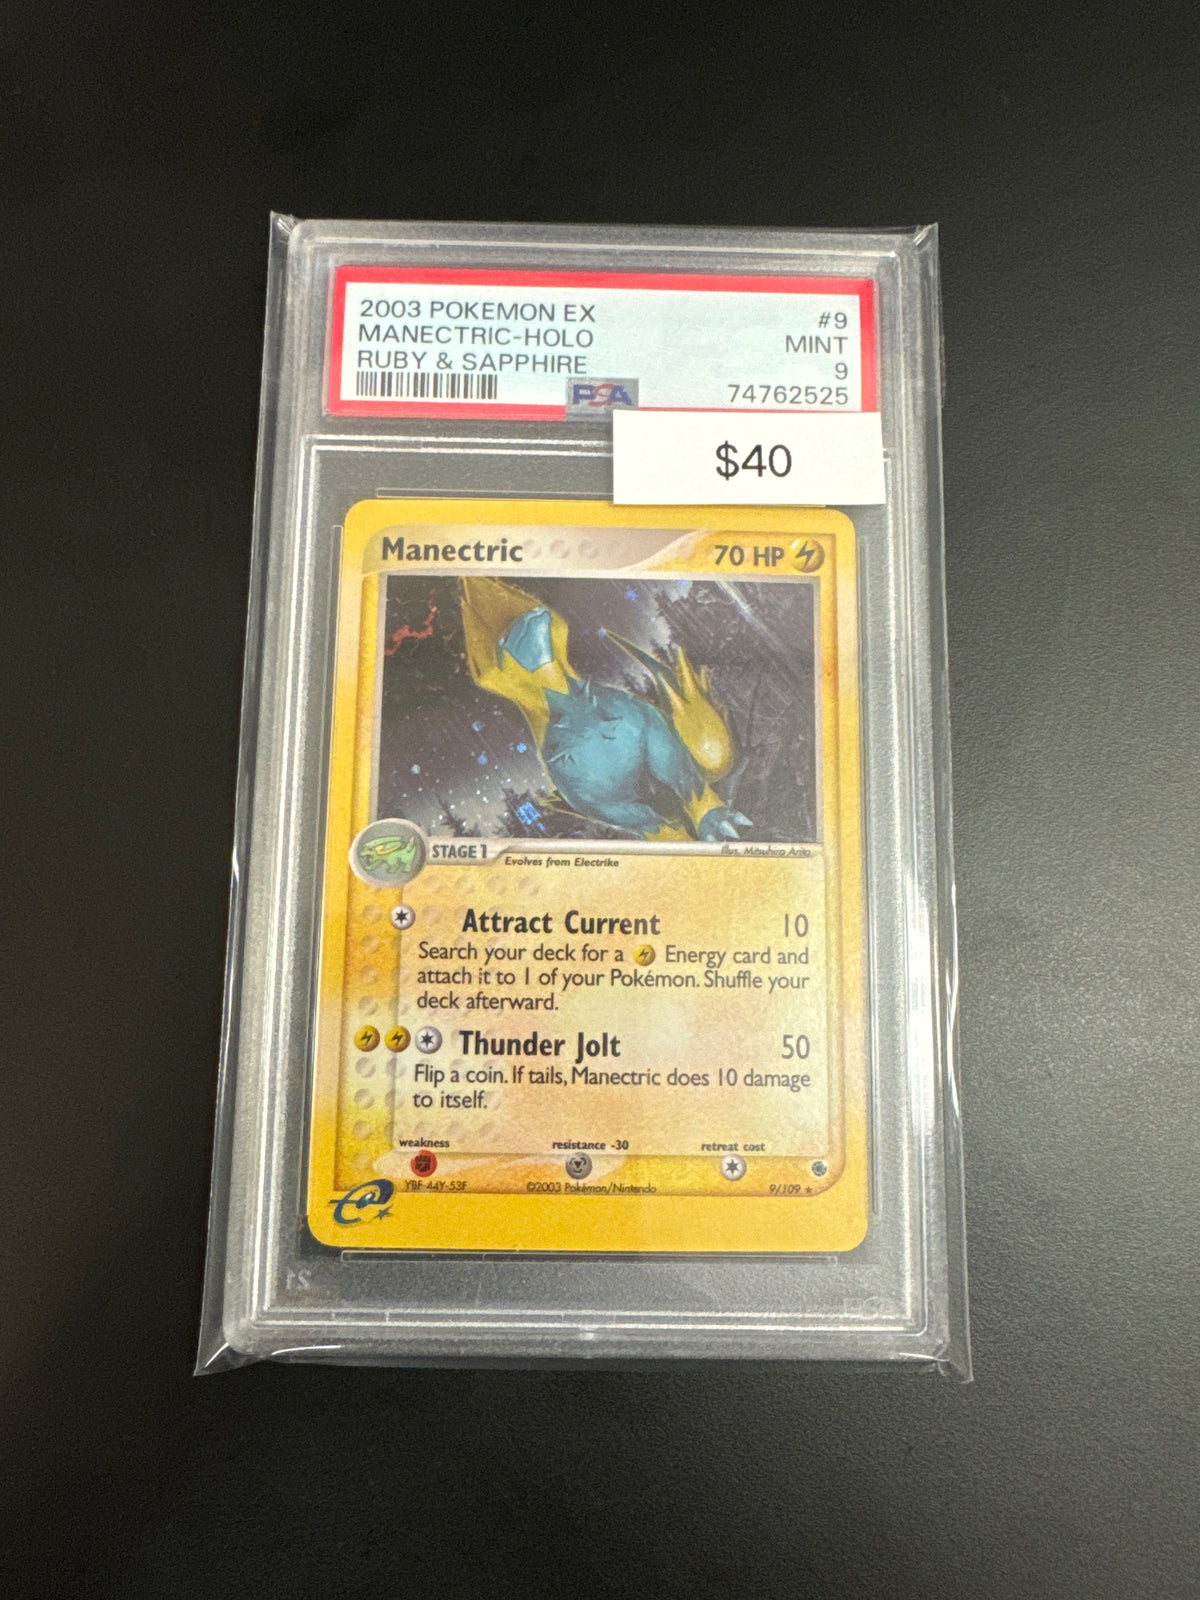 2003 POKEMON EX #9
MANECTRIC-HOLO MINT
RUBY & SAPPHIRE 9
PSA 74762525
$40
Manectric 70 HP
Illus. Mitsuhiro Arita
STAGE 1 Evolves from Electrike
Attract Current 10
Search your deck for a Energy card and
attach it to 1 of your Pokémon. Shuffle your
deck afterward.
Thunder Jolt 50
Flip a coin. If tails, Manectric does 10 damage
to itself.
weakness resistance -30 retreat cost
YBF-44Y-53F ©2003 Pokémon/Nintendo 9/109 ★
e